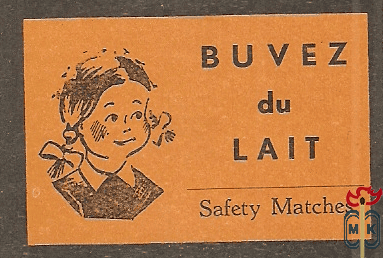 BUVEZ
du
LAIT
Safety Matches
MK